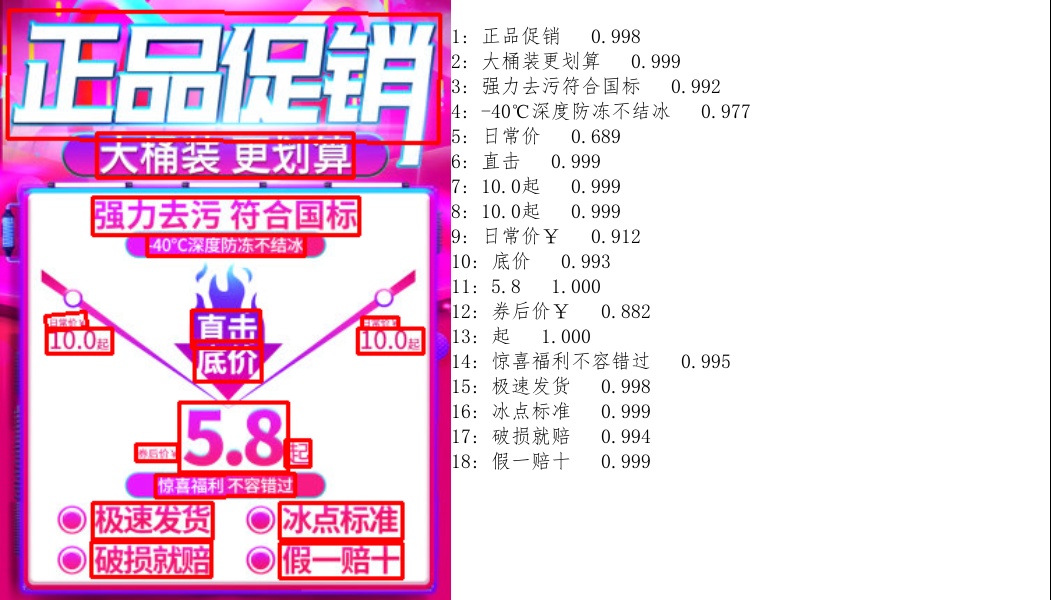 正品促销
大桶装 更划算
强力去污 符合国标
-40℃深度防冻不结冰
日常价¥
10.0起
直击
底价
日常价¥
10.0起
券后价¥
5.8
起
惊喜福利 不容错过
极速发货
冰点标准
破损就赔
假一赔十
1: 正品促销 0.998
2: 大桶装更划算 0.999
3: 强力去污符合国标 0.992
4: -40℃深度防冻不结冰 0.977
5: 日常价 0.689
6: 直击 0.999
7: 10.0起 0.999
8: 10.0起 0.999
9: 日常价¥ 0.912
10: 底价 0.993
11: 5.8 1.000
12: 券后价¥ 0.882
13: 起 1.000
14: 惊喜福利不容错过 0.995
15: 极速发货 0.998
16: 冰点标准 0.999
17: 破损就赔 0.994
18: 假一赔十 0.999